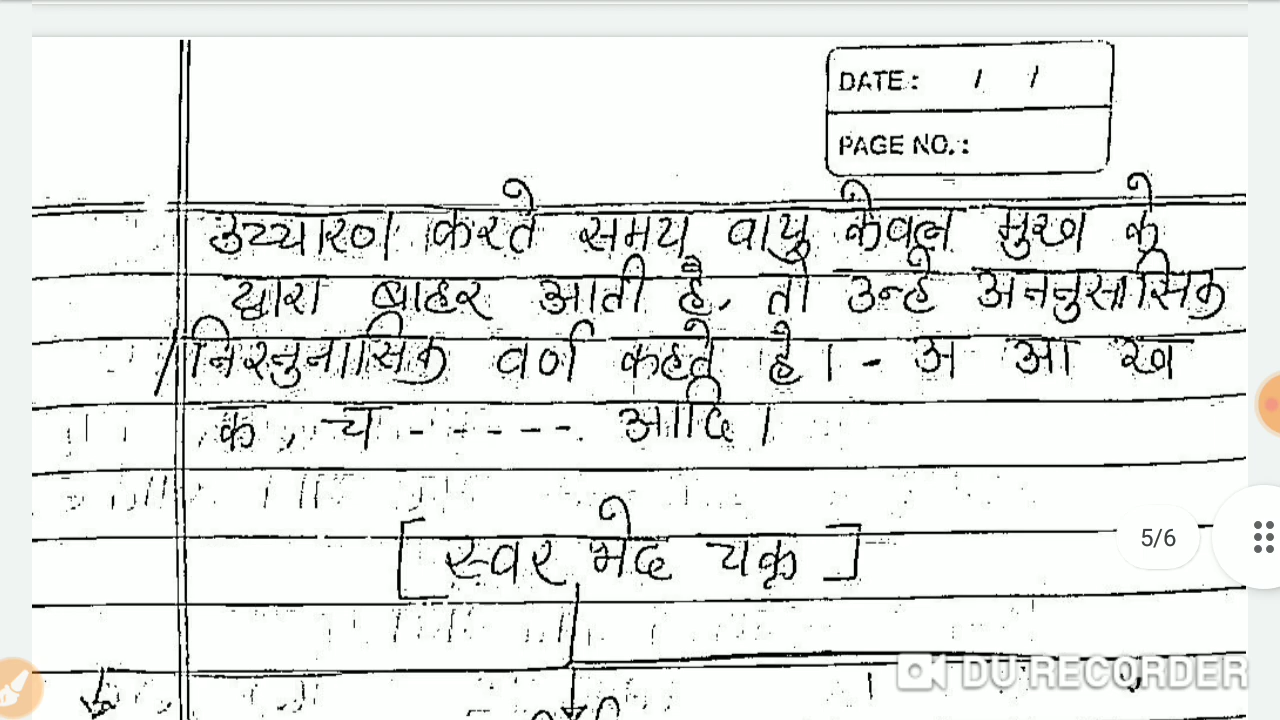 DATE: / /
PAGE NO.:
उच्चारण करते समय वायु केवल मुख के
द्वारा बाहर आती है, तो उन्हे अननुसासिक
/निरनुनासिक वर्ण कहते है। - अ आ ख
क, च ------ आदि।
5/6
[स्वर भेद चक्र]
DU RECORDER